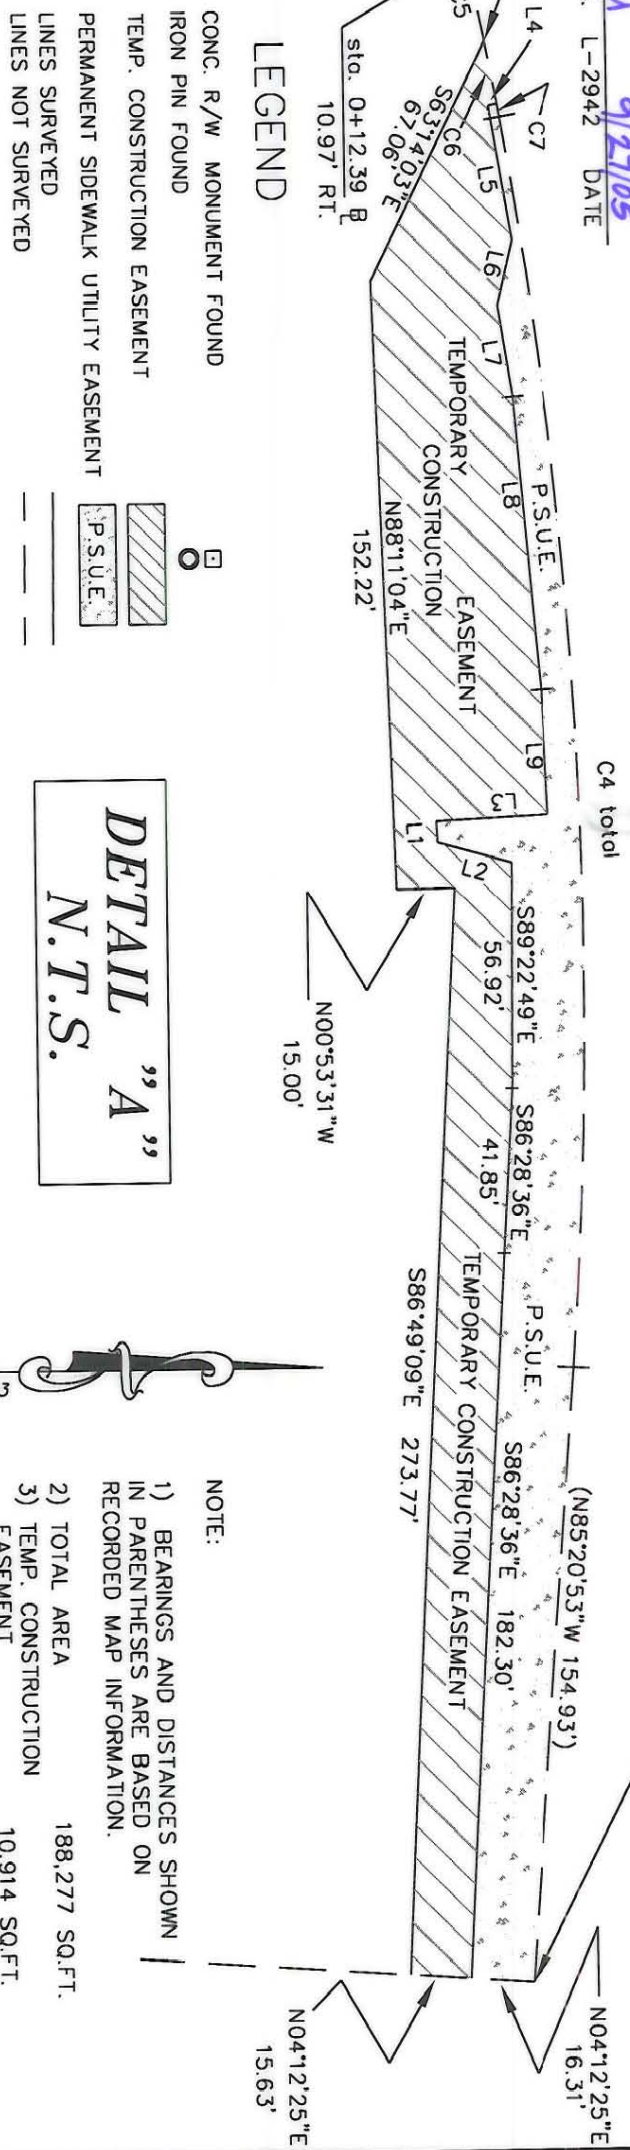 L-2942 DATE 9/27/05
L4
C7
C5
C6
L5
L6
L7
L8
L9
L3
L1
L2
C4 total
S63°14'03"E
67.06'
sta. 0+12.39 BL
10.97' RT.
TEMPORARY
CONSTRUCTION
EASEMENT
P.S.U.E.
N88°11'04"E
152.22'
S89°22'49"E
56.92'
S86°28'36"E
41.85'
N00°53'31"W
15.00'
P.S.U.E.
(N85°20'53"W 154.93')
S86°28'36"E 182.30'
TEMPORARY CONSTRUCTION EASEMENT
S86°49'09"E 273.77'
N04°12'25"E
16.31'
N04°12'25"E
15.63'
LEGEND
CONC. R/W MONUMENT FOUND
IRON PIN FOUND
TEMP. CONSTRUCTION EASEMENT
PERMANENT SIDEWALK UTILITY EASEMENT P.S.U.E.
LINES SURVEYED
LINES NOT SURVEYED
DETAIL "A"
N.T.S.
NOTE:
1) BEARINGS AND DISTANCES SHOWN
IN PARENTHESES ARE BASED ON
RECORDED MAP INFORMATION.
2) TOTAL AREA 188,277 SQ.FT.
3) TEMP. CONSTRUCTION
EASEMENT 10,914 SQ.FT.